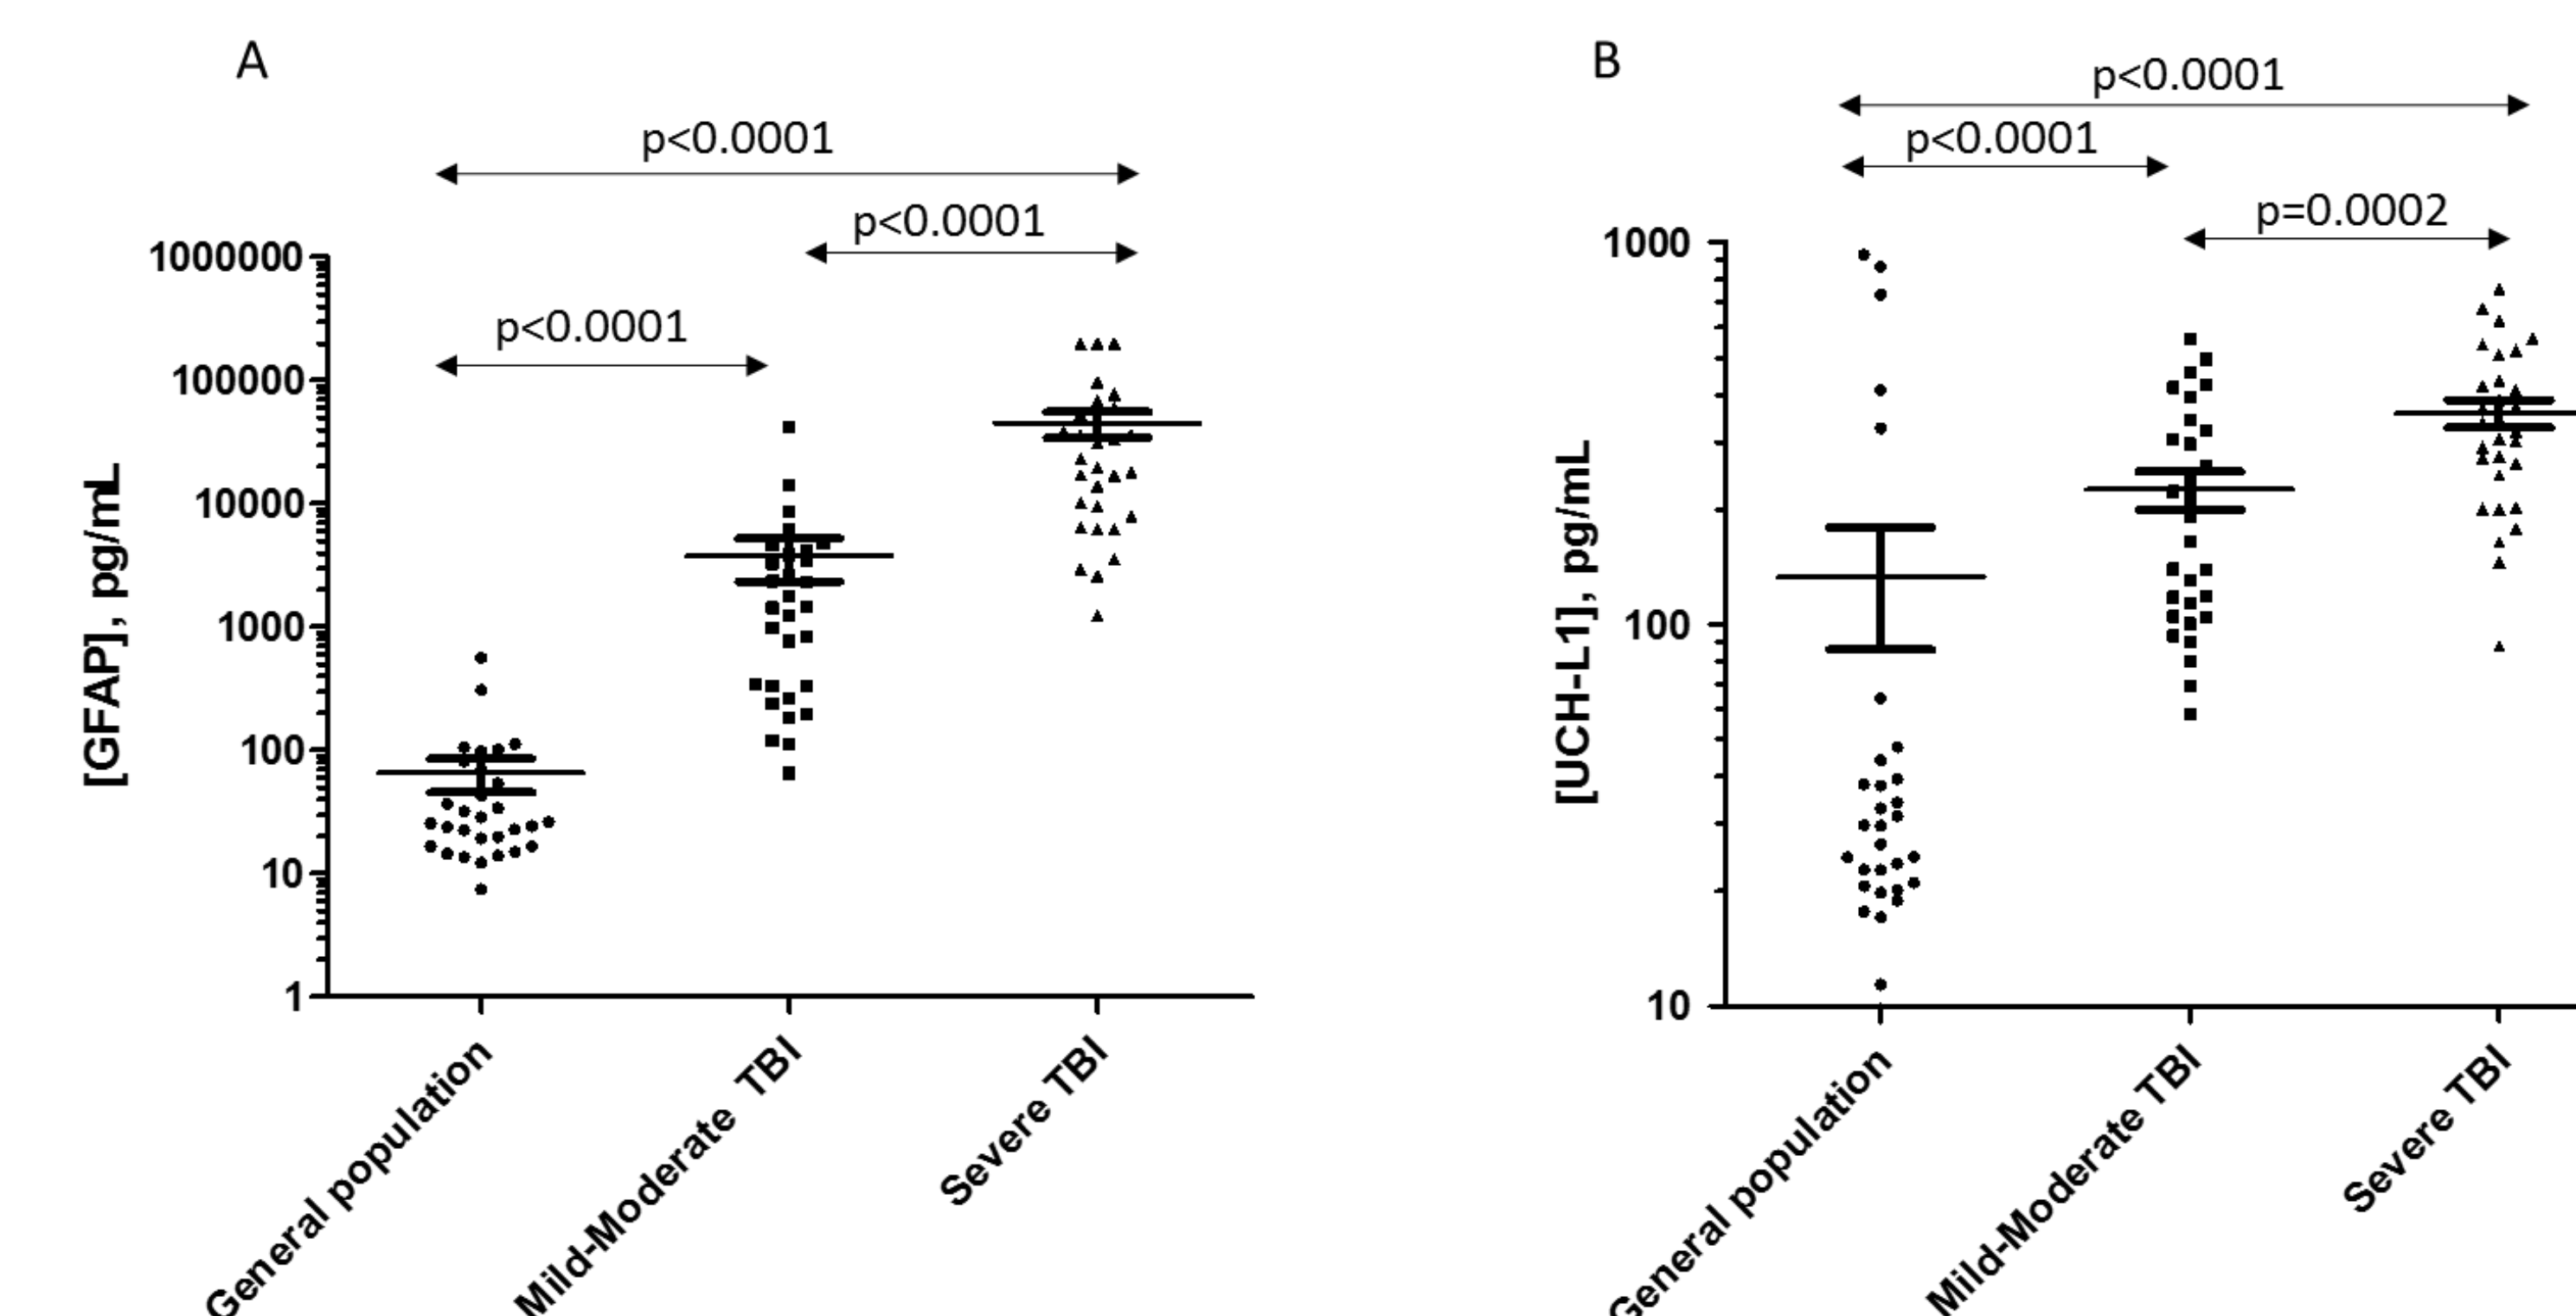 A
p<0.0001
p<0.0001
p<0.0001
[GFAP], pg/mL
1000000
100000
10000
1000
100
10
1
General population
Mild-Moderate TBI
Severe TBI
B
p<0.0001
p<0.0001
p=0.0002
[UCH-L1], pg/mL
1000
100
10
General population
Mild-Moderate TBI
Severe TBI